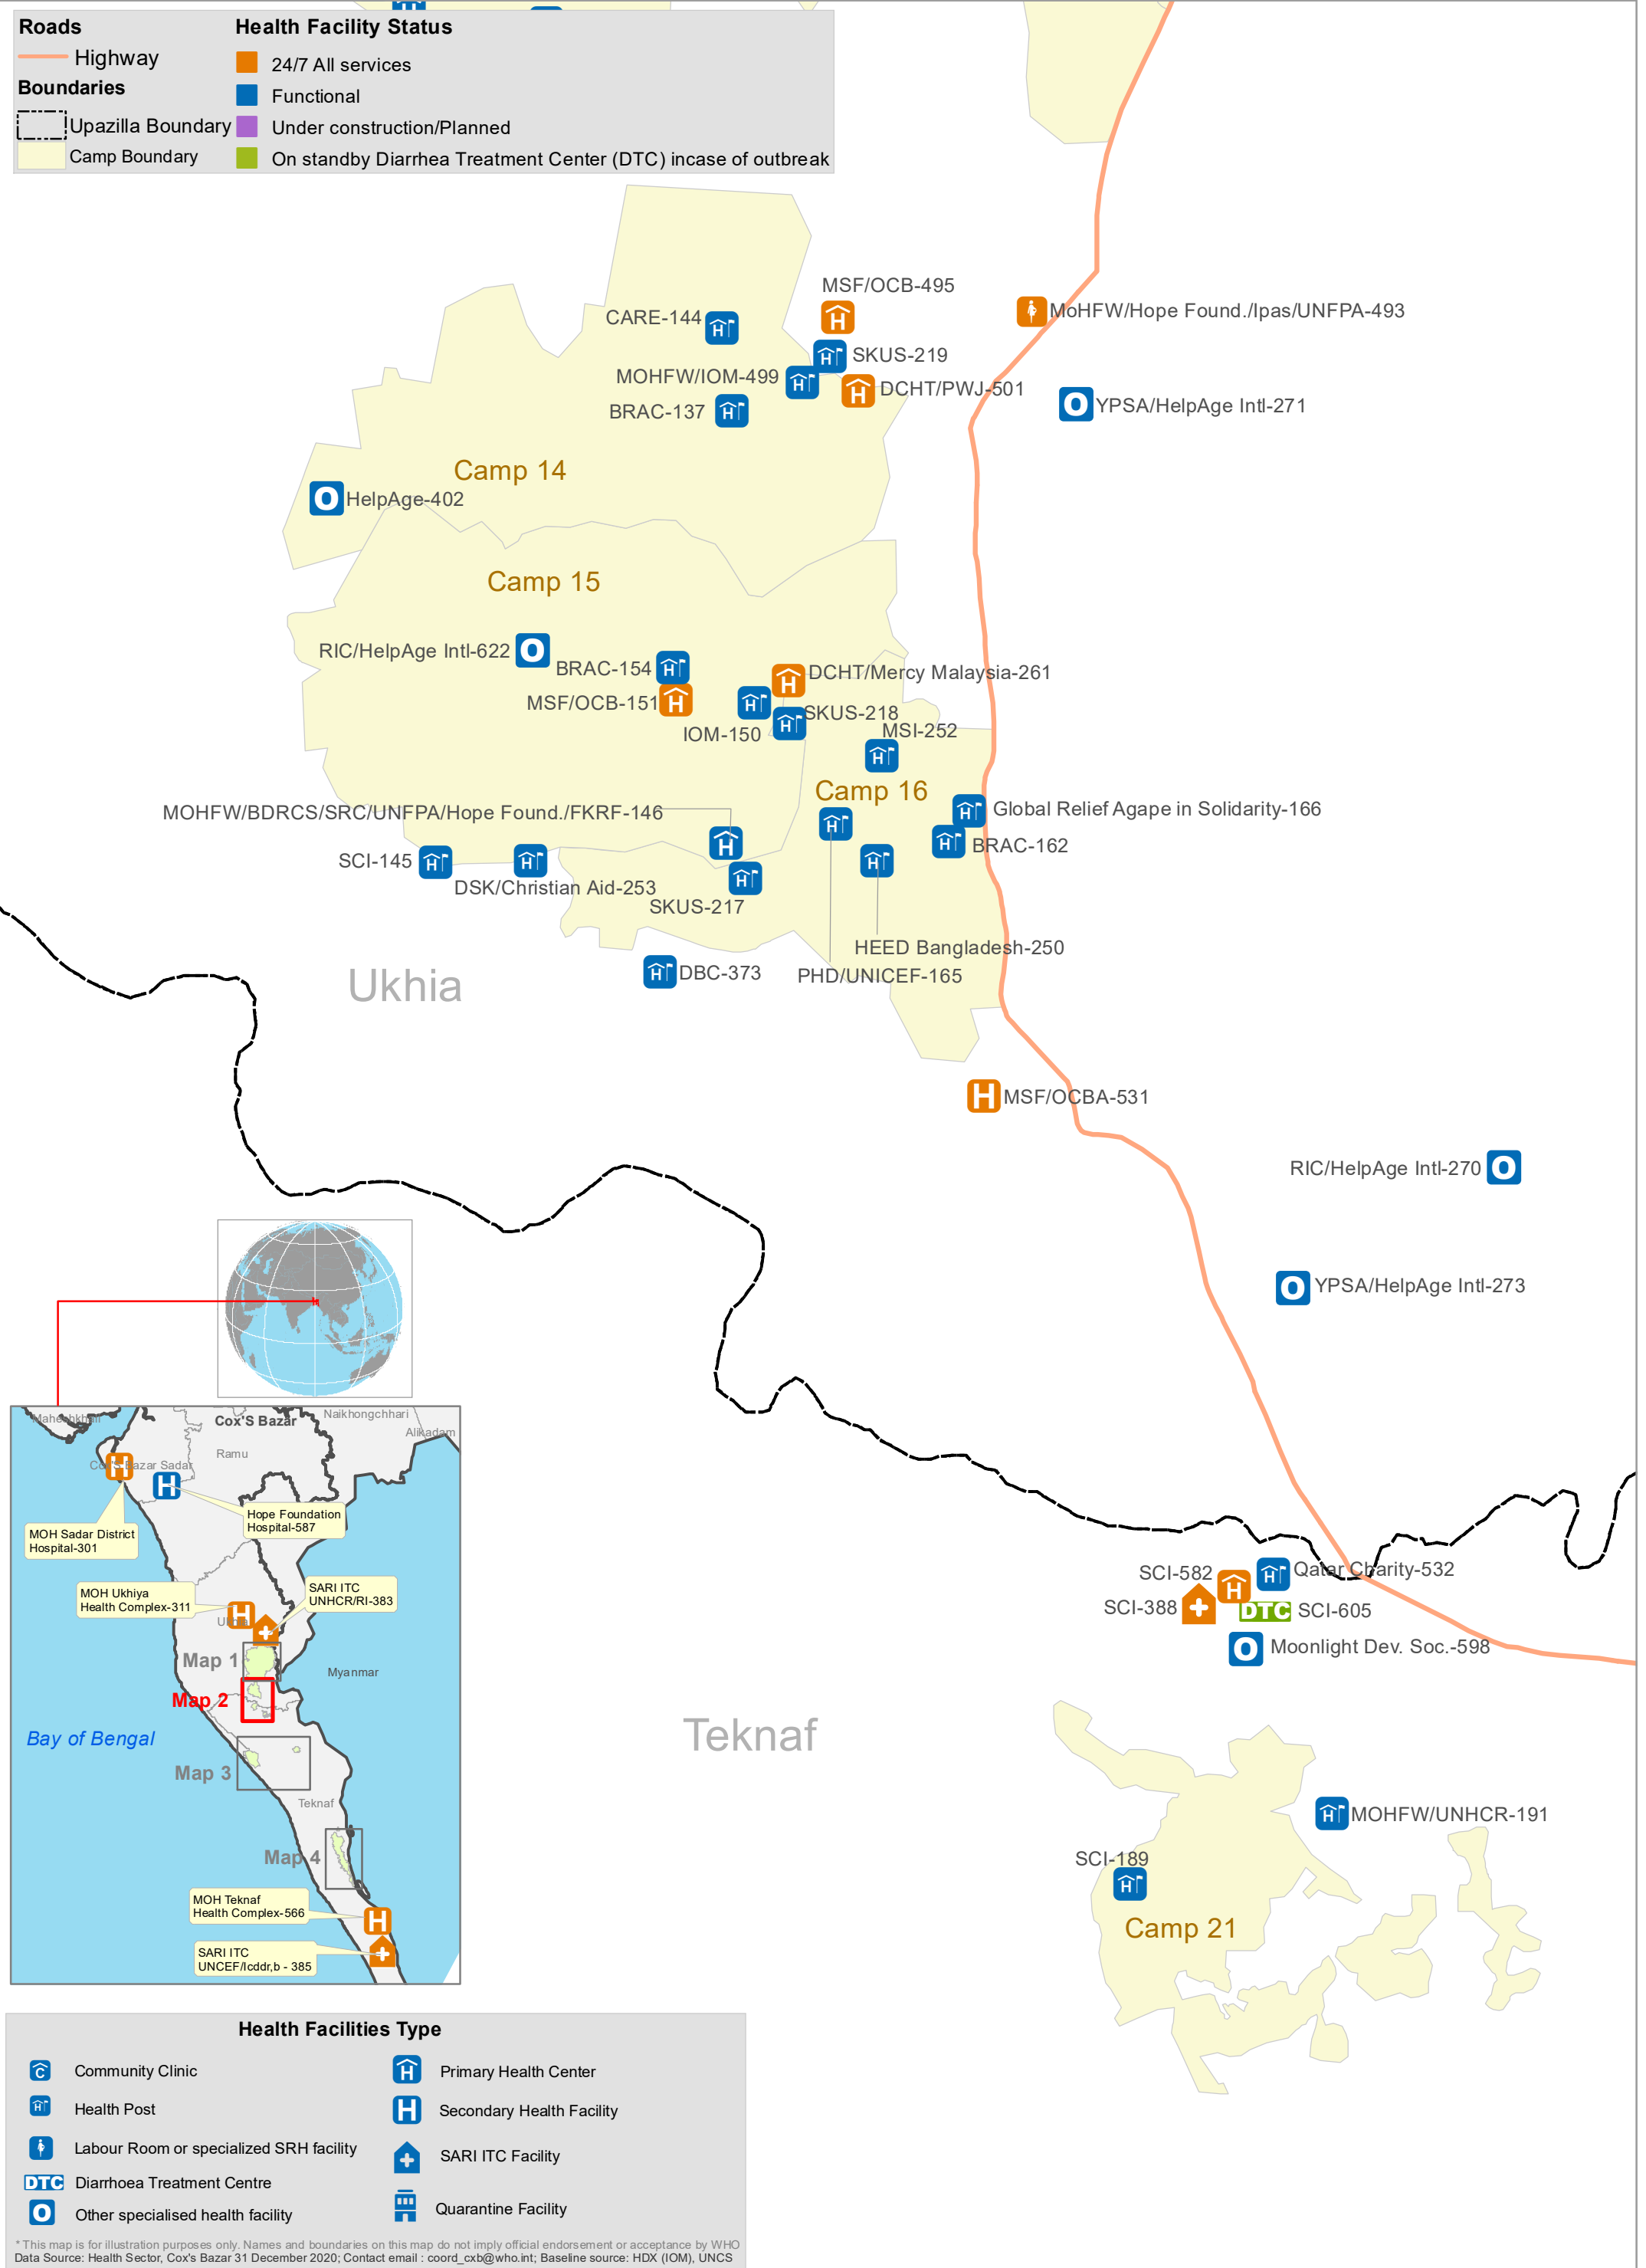 Roads
Highway
Boundaries
Upazilla Boundary
Camp Boundary
Health Facility Status
24/7 All services
Functional
Under construction/Planned
On standby Diarrhea Treatment Center (DTC) incase of outbreak
MSF/OCB-495
CARE-144
MoHFW/Hope Found./Ipas/UNFPA-493
SKUS-219
MOHFW/IOM-499
DCHT/PWJ-501
BRAC-137
YPSA/HelpAge Intl-271
Camp 14
HelpAge-402
Camp 15
RIC/HelpAge Intl-622
BRAC-154
DCHT/Mercy Malaysia-261
MSF/OCB-151
SKUS-218
IOM-150
MSI-252
Camp 16
MOHFW/BDRCS/SRC/UNFPA/Hope Found./FKRF-146
Global Relief Agape in Solidarity-166
BRAC-162
SCI-145
DSK/Christian Aid-253
SKUS-217
HEED Bangladesh-250
DBC-373
PHD/UNICEF-165
Ukhia
MSF/OCBA-531
RIC/HelpAge Intl-270
YPSA/HelpAge Intl-273
SCI-582
Qatar Charity-532
SCI-388
DTC
SCI-605
Moonlight Dev. Soc.-598
Teknaf
MOHFW/UNHCR-191
SCI-189
Camp 21
Maheshkhali
Cox'S Bazar
Naikhongchhari
Alikadam
Ramu
Cox'S Bazar Sadar
Hope Foundation
Hospital-587
MOH Sadar District
Hospital-301
MOH Ukhiya
Health Complex-311
SARI ITC
UNHCR/RI-383
Ukhia
Map 1
Myanmar
Map 2
Bay of Bengal
Map 3
Teknaf
Map 4
MOH Teknaf
Health Complex-566
SARI ITC
UNCEF/Icddr,b - 385
Health Facilities Type
C Community Clinic
H Health Post
Labour Room or specialized SRH facility
DTC Diarrhoea Treatment Centre
O Other specialised health facility
H Primary Health Center
H Secondary Health Facility
SARI ITC Facility
Quarantine Facility
* This map is for illustration purposes only. Names and boundaries on this map do not imply official endorsement or acceptance by WHO
Data Source: Health Sector, Cox's Bazar 31 December 2020; Contact email : coord_cxb@who.int; Baseline source: HDX (IOM), UNCS